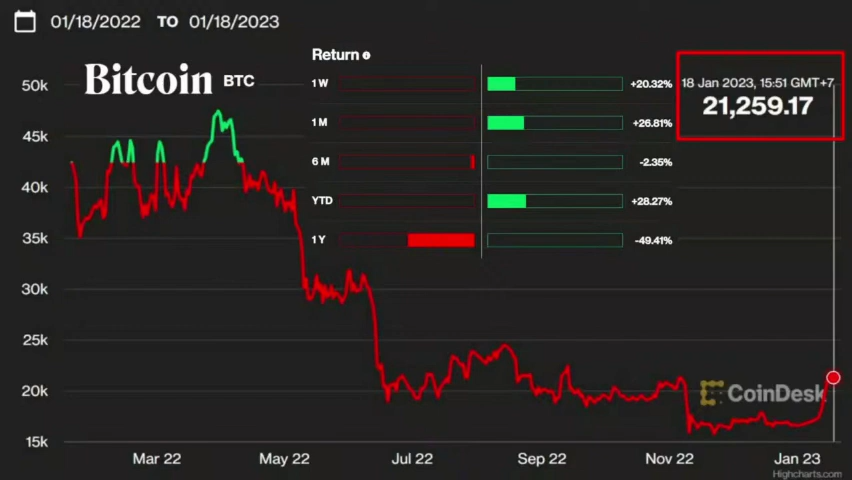 01/18/2022 TO 01/18/2023
Bitcoin BTC
Return
1 W +20.32%
1 M +26.81%
6 M -2.35%
YTD +28.27%
1 Y -49.41%
18 Jan 2023, 15:51 GMT+7
21,259.17
50k
45k
40k
35k
30k
25k
20k
15k
CoinDesk
Mar 22 May 22 Jul 22 Sep 22 Nov 22 Jan 23
Highcharts.com